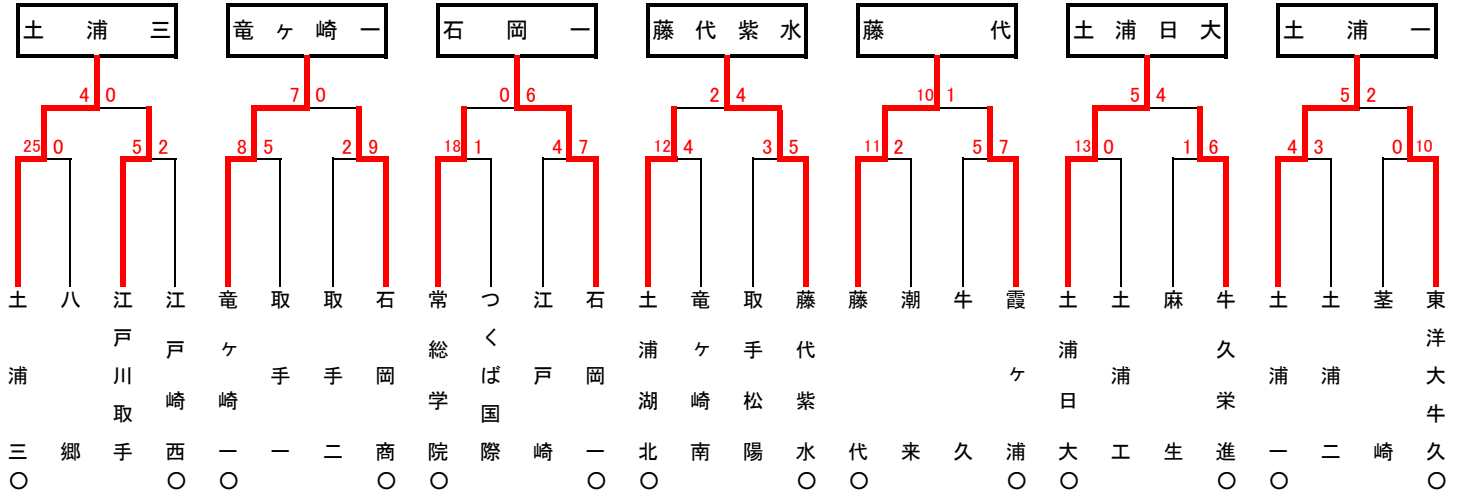 土浦三 竜ヶ崎一 石岡一 藤代紫水 藤代 土浦日大 土浦一
4 0 7 0 0 6 2 4 10 1 5 4 5 2
25 0 5 2 8 5 2 9 18 1 4 7 12 4 3 5 11 2 5 7 13 0 1 6 4 3 0 10
土浦三
八郷
江戸川取手
江戸崎西
竜ケ崎一
取手一
取手二
石岡商
常総学院
つくば国際
江戸崎
石岡一
土浦湖北
竜ヶ崎南
取手松陽
藤代紫水
藤代
潮来
牛久
霞ヶ浦
土浦日大
土浦工
麻生
牛久栄進
土浦一
土浦二
茎崎
東洋大牛久
○ ○ ○ ○ ○ ○ ○ ○ ○ ○ ○ ○ ○ ○